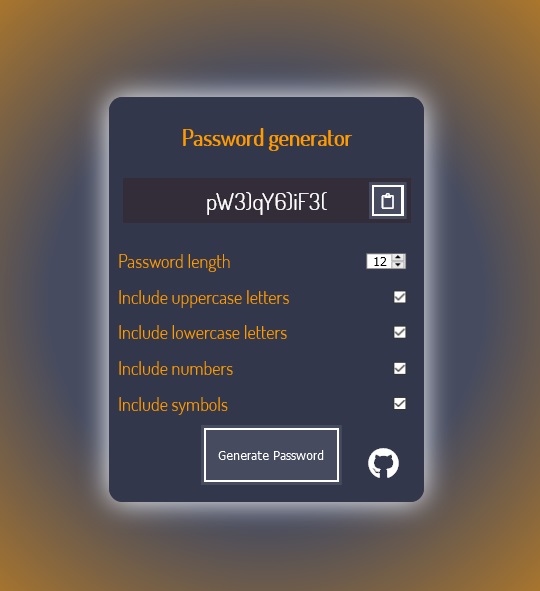 Password generator
pW3)qY6)iF3(
Password length 12
Include uppercase letters
Include lowercase letters
Include numbers
Include symbols
Generate Password